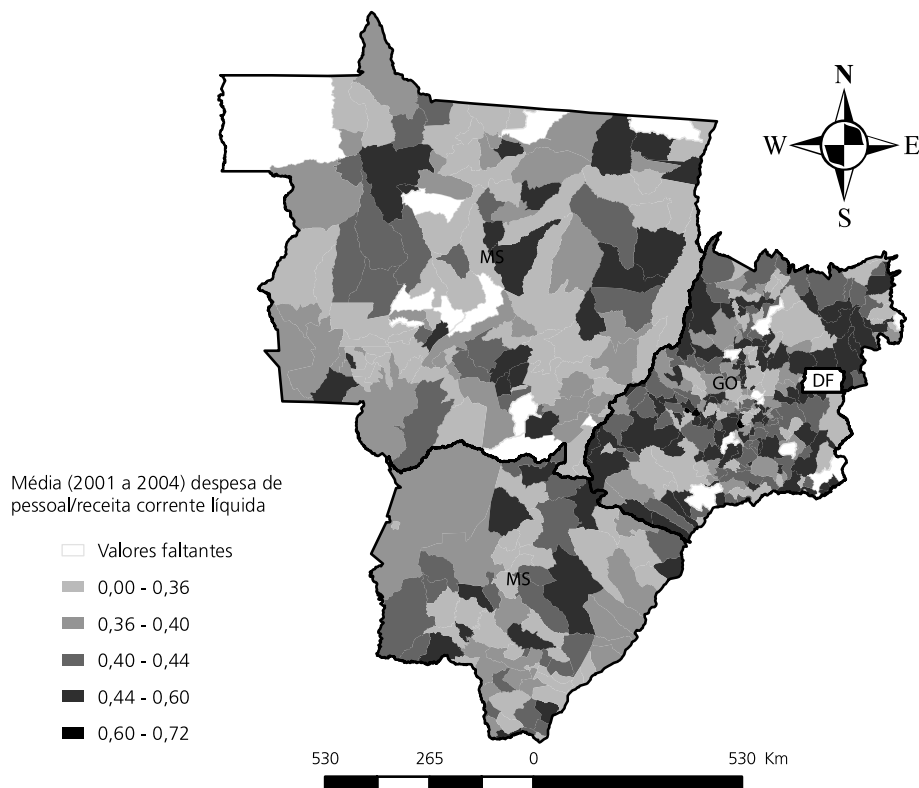 N
W E
S
MS
GO
DF
MS
Média (2001 a 2004) despesa de
pessoal/receita corrente líquida
Valores faltantes
0,00 - 0,36
0,36 - 0,40
0,40 - 0,44
0,44 - 0,60
0,60 - 0,72
530 265 0 530 Km